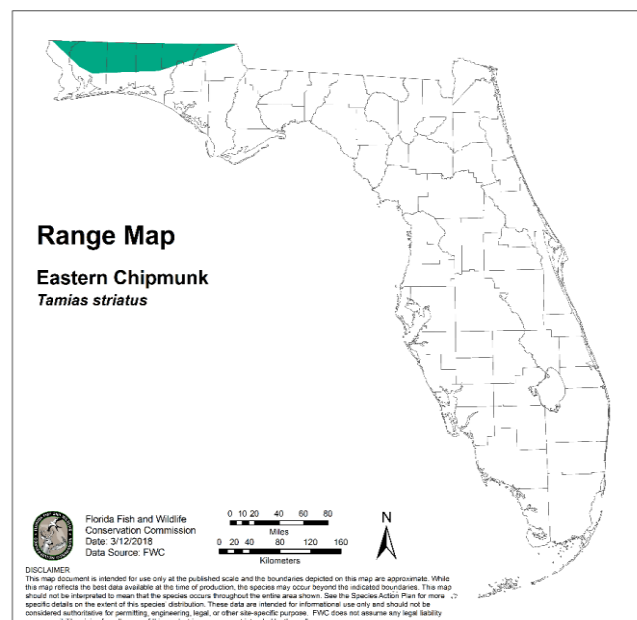 Range Map
Eastern Chipmunk
Tamias striatus
Florida Fish and Wildlife
Conservation Commission
Date: 3/12/2018
Data Source: FWC
0 10 20 40 60 80
Miles
0 20 40 80 120 160
Kilometers
N
DISCLAIMER
This map document is intended for use only at the published scale and the boundaries depicted on this map are approximate. While
this map reflects the best data available at the time of production, the species may occur beyond the indicated boundaries. This map
should not be interpreted to mean that the species occurs throughout the entire area shown. See the Species Action Plan for more
specific details on the extent of this species distribution. These data are intended for informational use only and should not be
considered authoritative for permitting, engineering, legal, or other site-specific purpose. FWC does not assume any legal liability